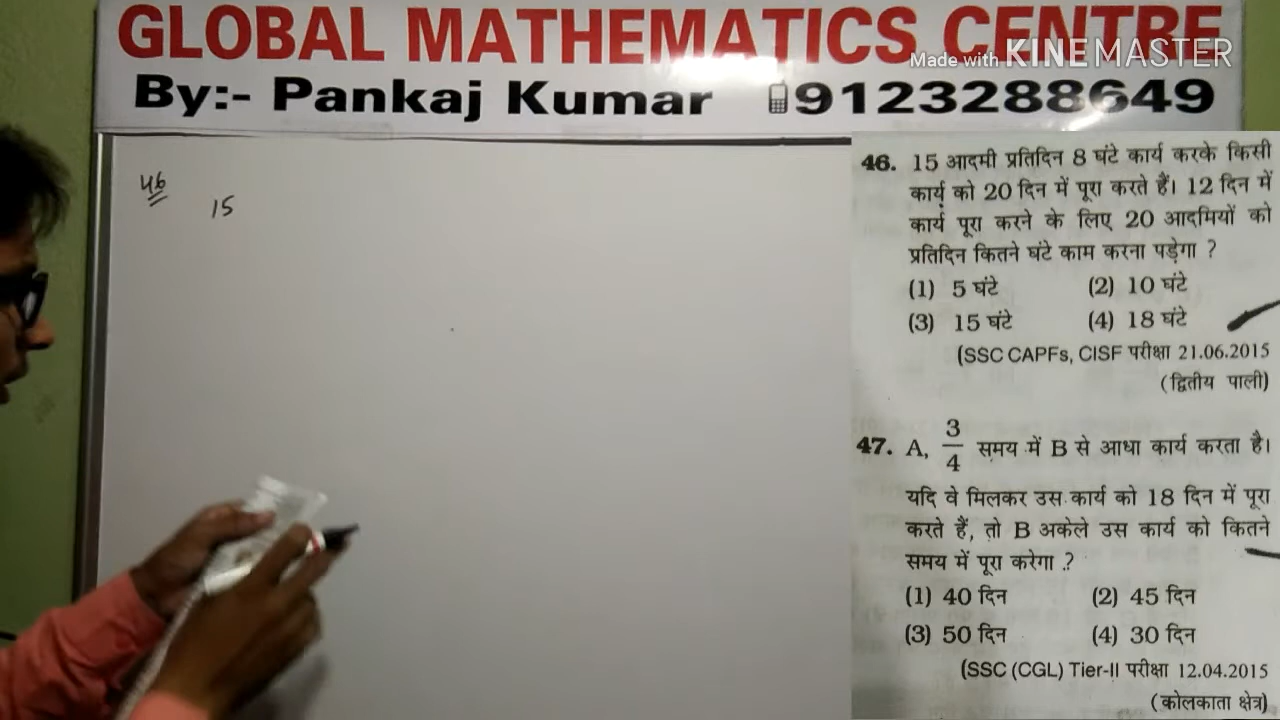 GLOBAL MATHEMATICS CENTRE
Made with KINEMASTER
By:- Pankaj Kumar 9123288649
46
15
46. 15 आदमी प्रतिदिन 8 घंटे कार्य करके किसी
कार्य को 20 दिन में पूरा करते हैं। 12 दिन में
कार्य पूरा करने के लिए 20 आदमियों को
प्रतिदिन कितने घंटे काम करना पड़ेगा ?
(1) 5 घंटे (2) 10 घंटे
(3) 15 घंटे (4) 18 घंटे
(SSC CAPFs, CISF परीक्षा 21.06.2015
(द्वितीय पाली)
47. A, 3/4 समय में B से आधा कार्य करता है।
यदि वे मिलकर उस कार्य को 18 दिन में पूरा
करते हैं, तो B अकेले उस कार्य को कितने
समय में पूरा करेगा ?
(1) 40 दिन (2) 45 दिन
(3) 50 दिन (4) 30 दिन
(SSC (CGL) Tier-II परीक्षा 12.04.2015
(कोलकाता क्षेत्र)